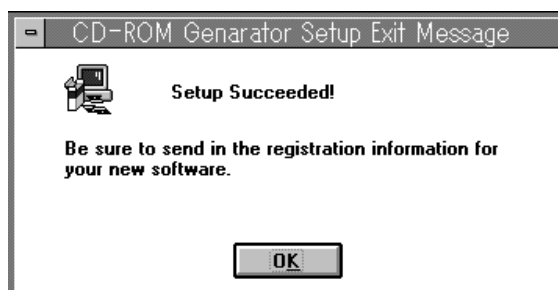 CD-ROM Genarator Setup Exit Message
Setup Succeeded!
Be sure to send in the registration information for
your new software.
OK